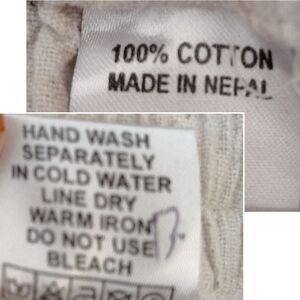 100% COTTON
MADE IN NEPAL
HAND WASH
SEPARATELY
IN COLD WATER
LINE DRY
WARM IRON
DO NOT USE
BLEACH